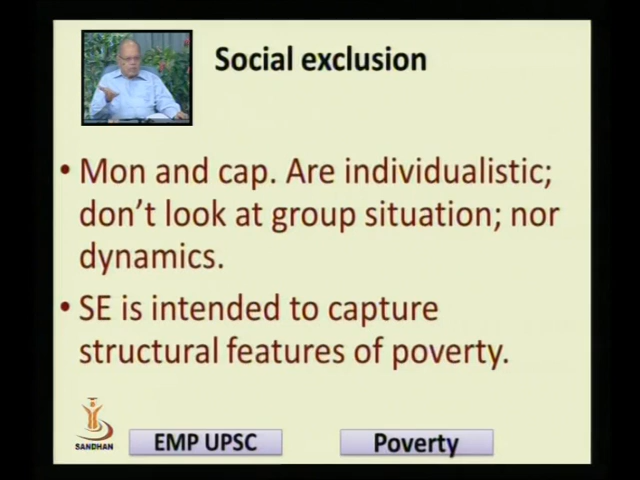 Social exclusion
• Mon and cap. Are individualistic;
don't look at group situation; nor
dynamics.
• SE is intended to capture
structural features of poverty.
SANDHAN
EMP UPSC
Poverty